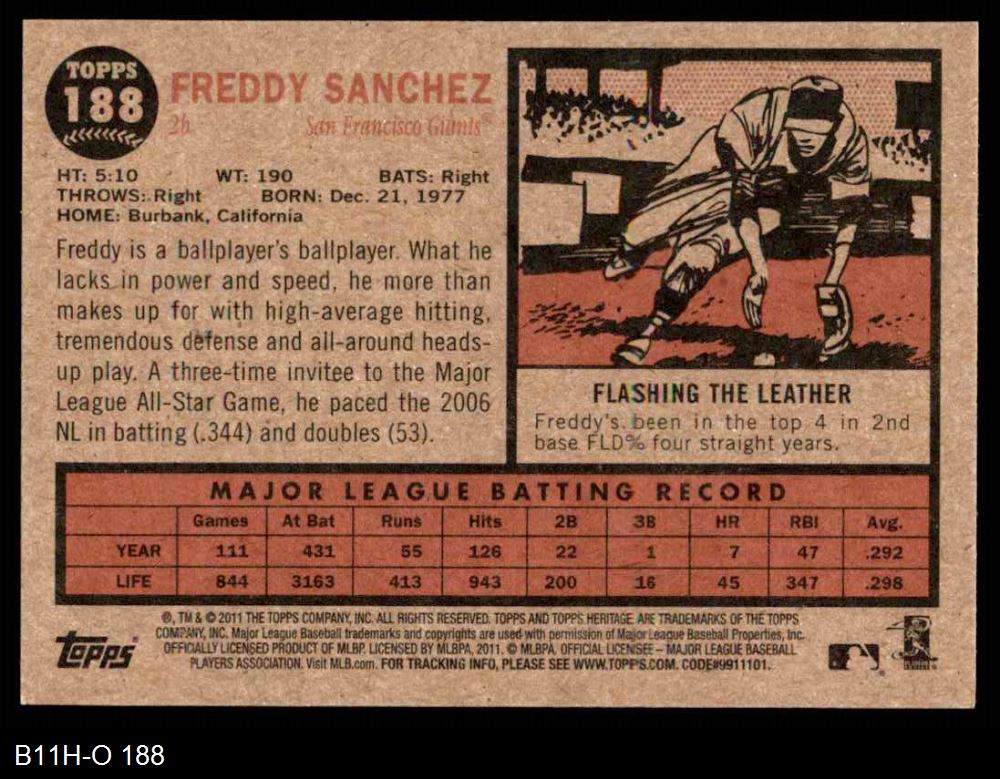 TOPPS
188
FREDDY SANCHEZ
2b San Francisco Giants®
HT: 5:10 WT: 190 BATS: Right
THROWS: Right BORN: Dec. 21, 1977
HOME: Burbank, California
Freddy is a ballplayer's ballplayer. What he
lacks in power and speed, he more than
makes up for with high-average hitting,
tremendous defense and all-around heads-
up play. A three-time invitee to the Major
League All-Star Game, he paced the 2006
NL in batting (.344) and doubles (53).
FLASHING THE LEATHER
Freddy's been in the top 4 in 2nd
base FLD% four straight years.
MAJOR LEAGUE BATTING RECORD
Games At Bat Runs Hits 2B 3B HR RBI Avg.
YEAR 111 431 55 126 22 1 7 47 .292
LIFE 844 3163 413 943 200 16 45 347 .298
®, TM & © 2011 THE TOPPS COMPANY, INC. ALL RIGHTS RESERVED. TOPPS AND TOPPS HERITAGE ARE TRADEMARKS OF THE TOPPS
COMPANY, INC. Major League Baseball trademarks and copyrights are used with permission of Major League Baseball Properties, Inc.
OFFICIALLY LICENSED PRODUCT OF MLBP. LICENSED BY MLBPA, 2011. © MLBPA. OFFICIAL LICENSEE – MAJOR LEAGUE BASEBALL
PLAYERS ASSOCIATION. Visit MLB.com. FOR TRACKING INFO, PLEASE SEE WWW.TOPPS.COM. CODE#9911101.
topps
B11H-O 188